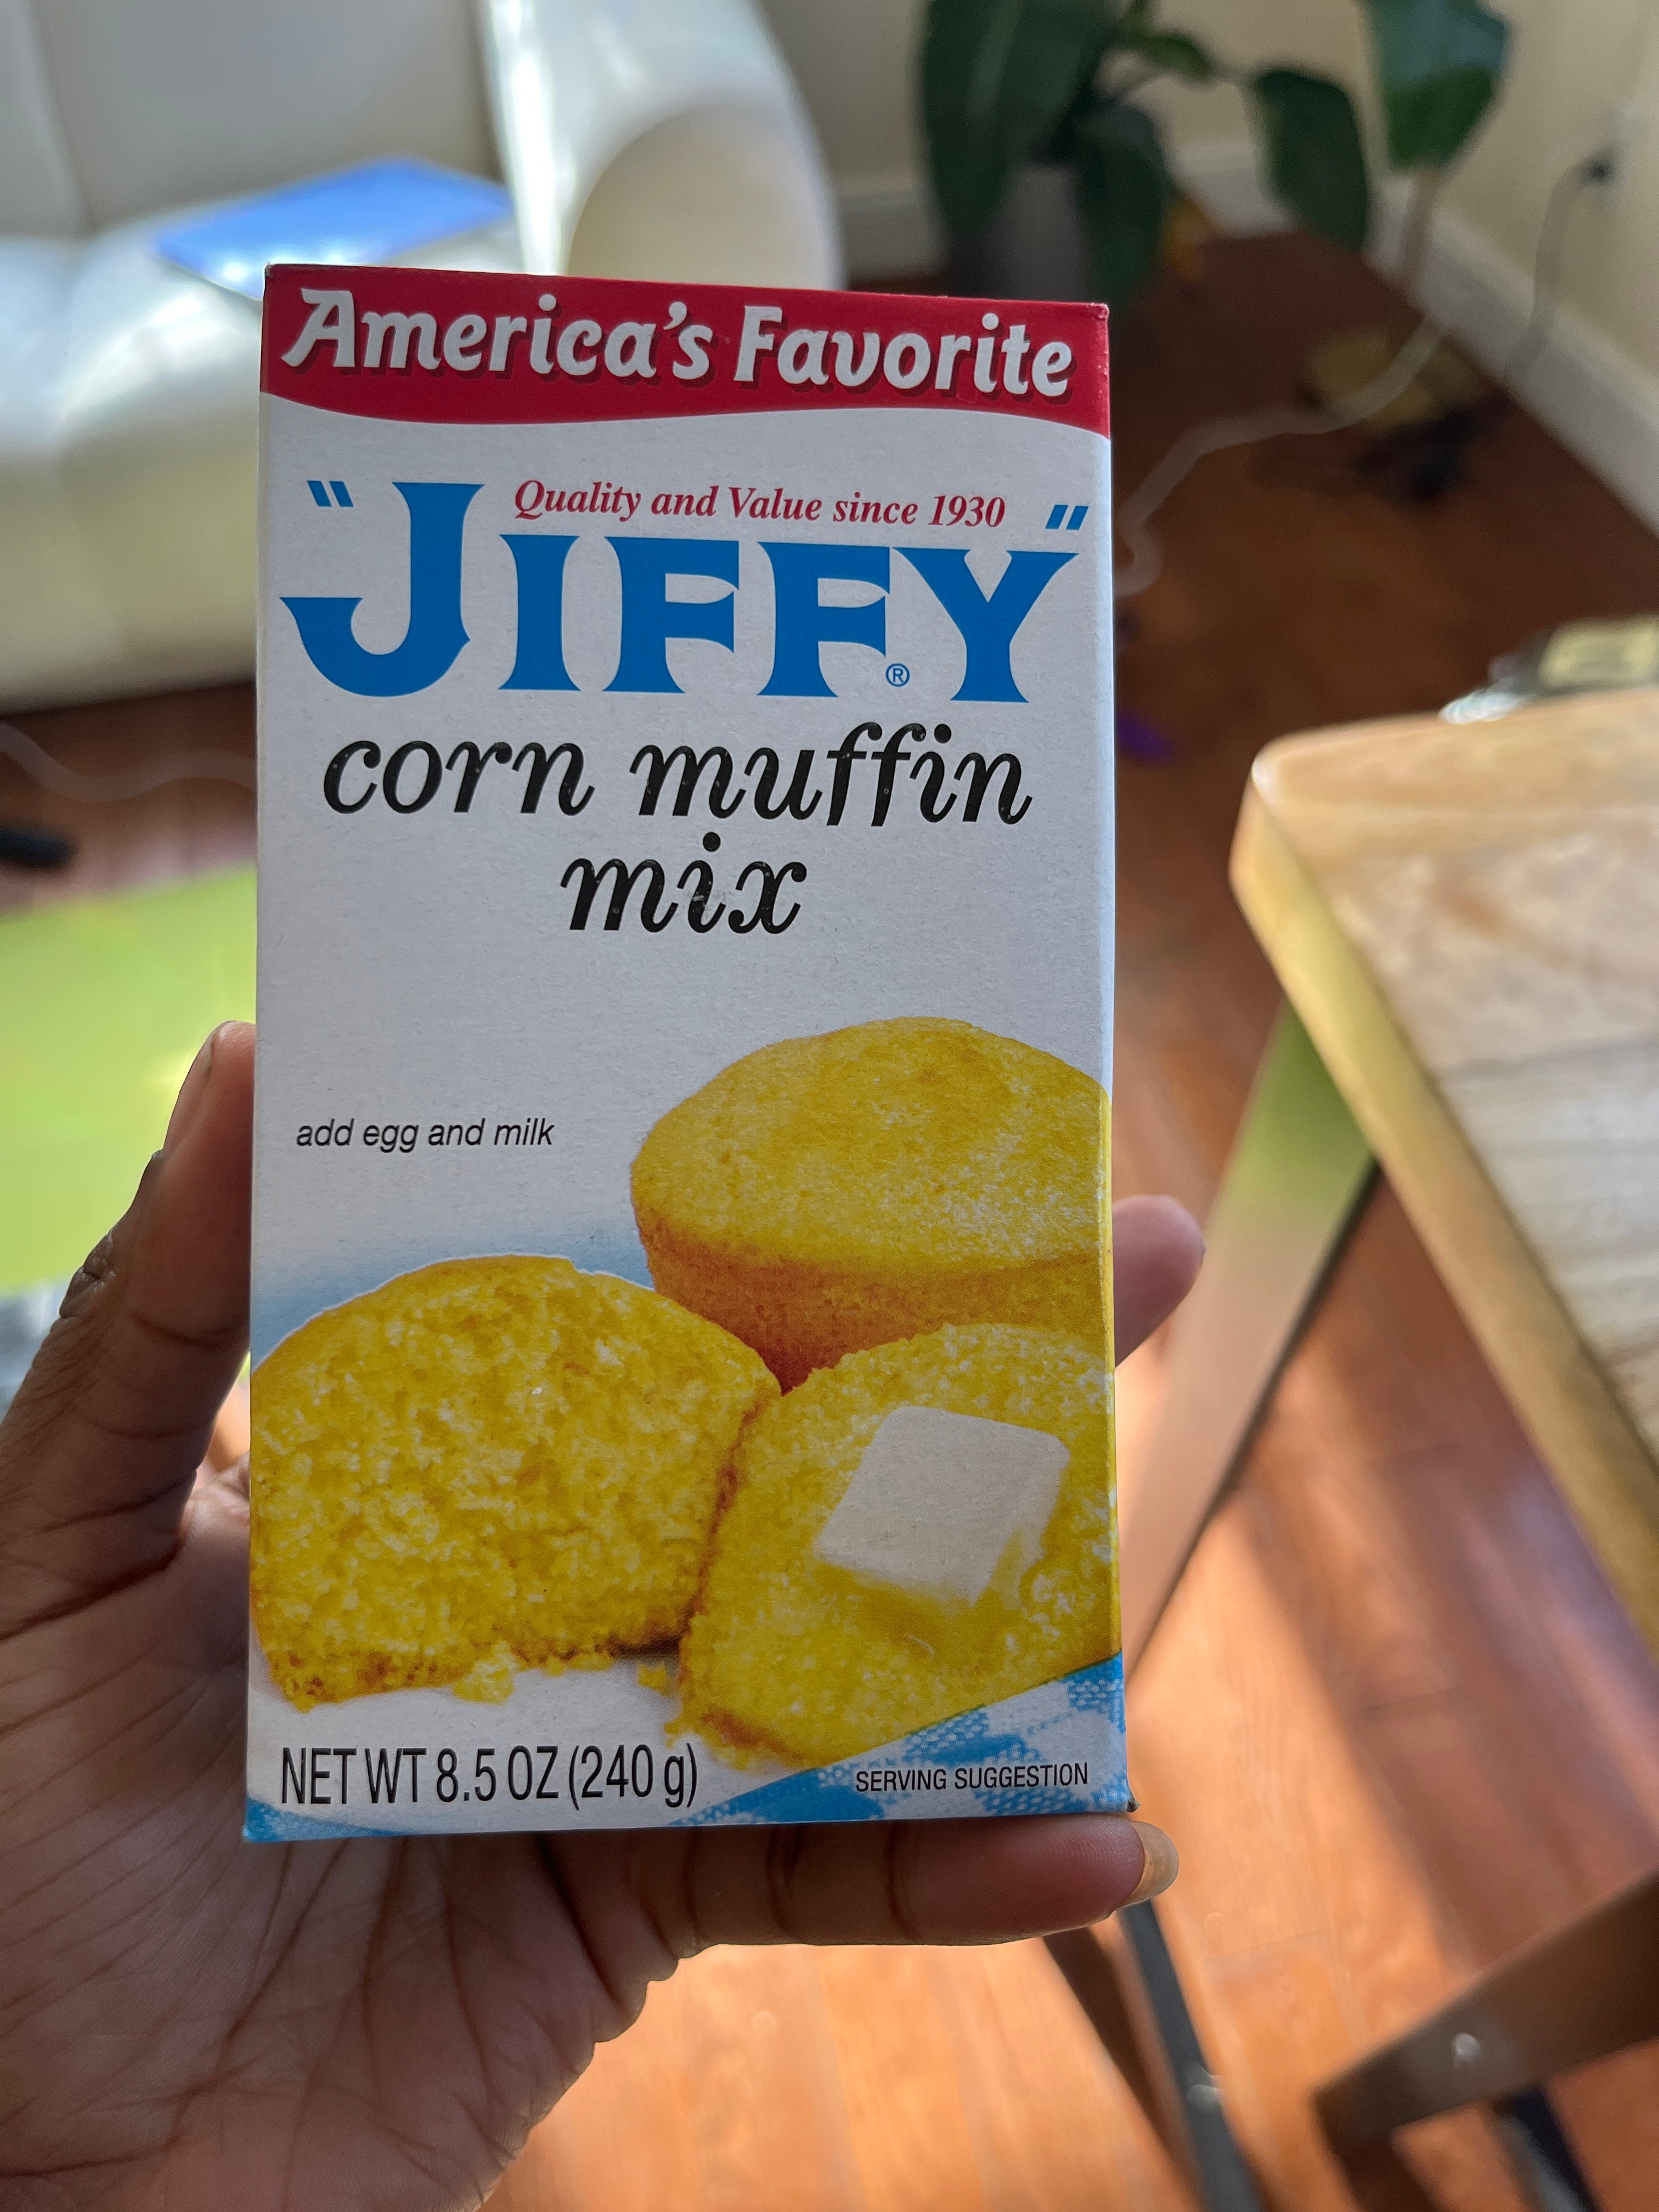 America's Favorite
Quality and Value since 1930
"JIFFY"®
corn muffin
mix
add egg and milk
NET WT 8.5 OZ (240 g)
SERVING SUGGESTION